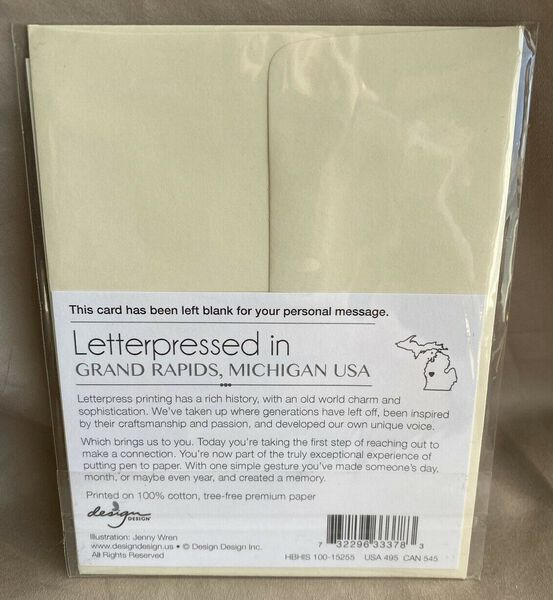 This card has been left blank for your personal message.
Letterpressed in
GRAND RAPIDS, MICHIGAN USA
Letterpress printing has a rich history, with an old world charm and
sophistication. We've taken up where generations have left off, been inspired
by their craftsmanship and passion, and developed our own unique voice.
Which brings us to you. Today you're taking the first step of reaching out to
make a connection. You're now part of the truly exceptional experience of
putting pen to paper. With one simple gesture you've made someone's day,
month, or maybe even year, and created a memory.
Printed on 100% cotton, tree-free premium paper
design
DESIGN®
Illustration: Jenny Wren
www.designdesign.us • © Design Design Inc.
All Rights Reserved
7 32296 33378 3
HBHIS 100-15255 USA 495 CAN 545